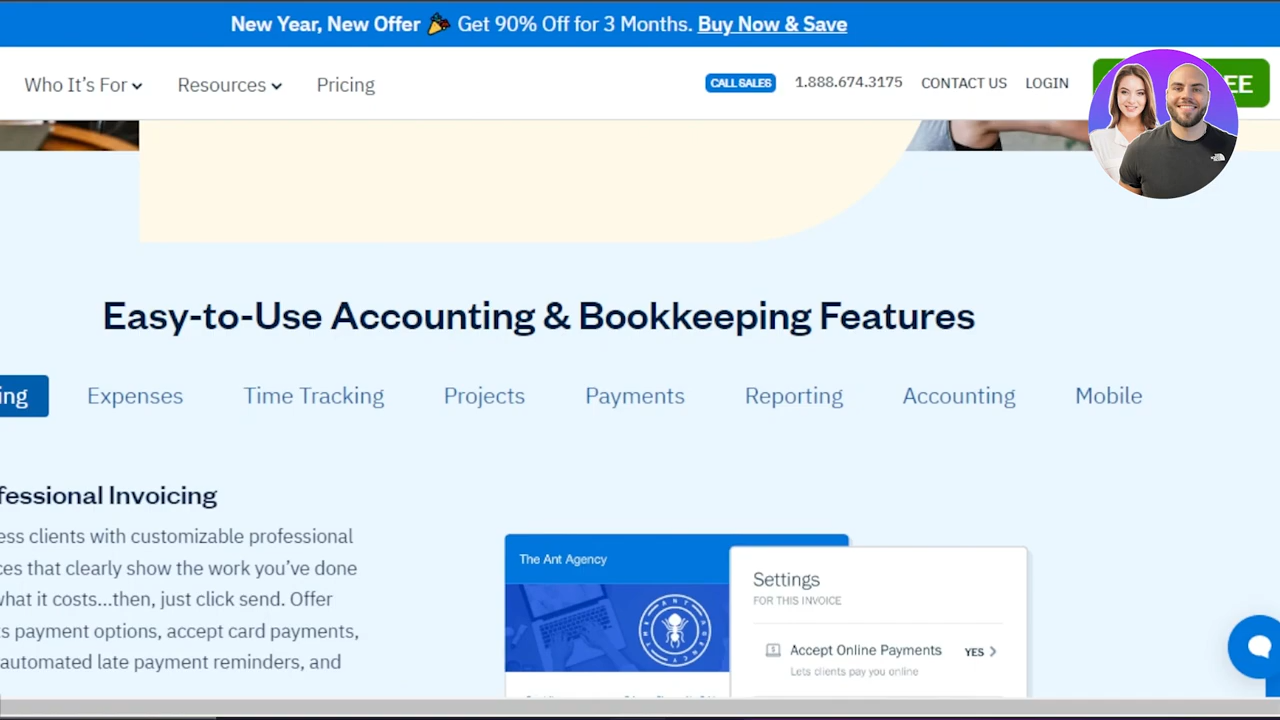 New Year, New Offer 🎉 Get 90% Off for 3 Months. Buy Now & Save
Who It's For Resources Pricing CALL SALES 1.888.674.3175 CONTACT US LOGIN EE
Easy-to-Use Accounting & Bookkeeping Features
ing Expenses Time Tracking Projects Payments Reporting Accounting Mobile
fessional Invoicing
ess clients with customizable professional
ces that clearly show the work you've done
what it costs...then, just click send. Offer
ts payment options, accept card payments,
automated late payment reminders, and
The Ant Agency
THE ANT AGENCY
Settings
FOR THIS INVOICE
Accept Online Payments YES
Lets clients pay you online